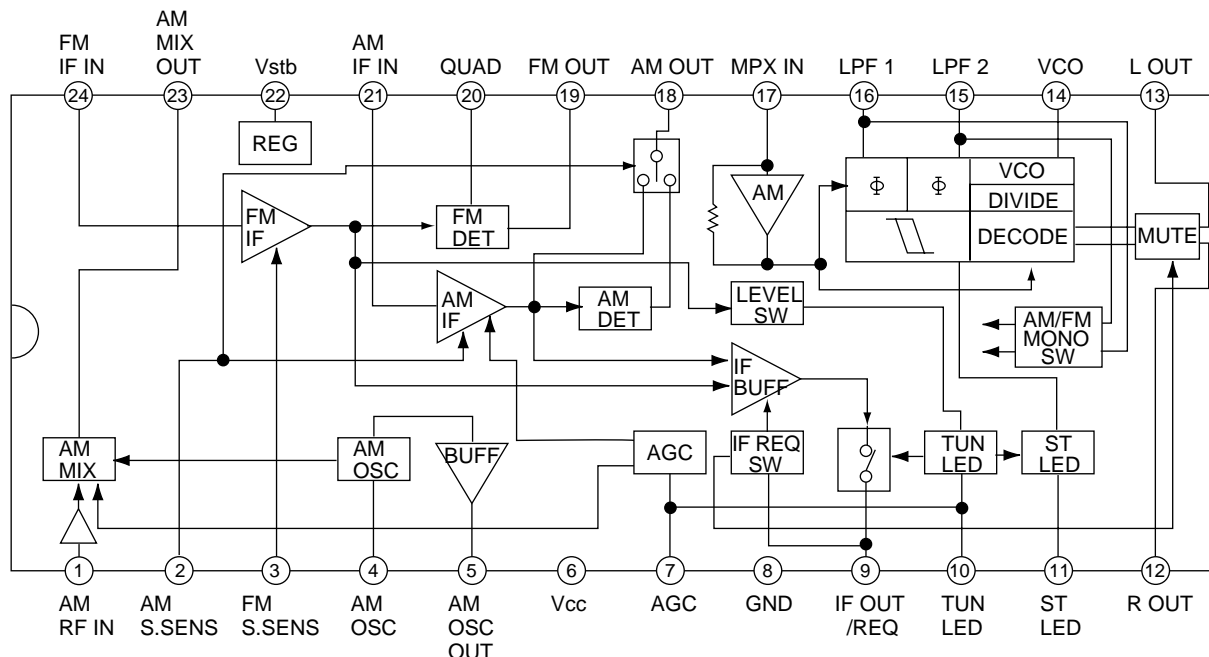 FM
IF IN
AM
MIX
OUT
Vstb
AM
IF IN
QUAD
FM OUT
AM OUT
MPX IN
LPF 1
LPF 2
VCO
L OUT
24
23
22
21
20
19
18
17
16
15
14
13
REG
FM
IF
FM
DET
AM
IF
AM
DET
AM
LEVEL
SW
Φ
Φ
VCO
DIVIDE
DECODE
MUTE
AM/FM
MONO
SW
IF
BUFF
AM
MIX
AM
OSC
BUFF
AGC
IF REQ
SW
TUN
LED
ST
LED
1
2
3
4
5
6
7
8
9
10
11
12
AM
RF IN
AM
S.SENS
FM
S.SENS
AM
OSC
AM
OSC
OUT
Vcc
AGC
GND
IF OUT
/REQ
TUN
LED
ST
LED
R OUT